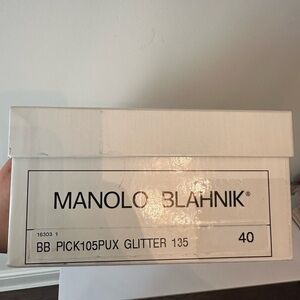 MANOLO BLAHNIK®
16303 1
BB PICK105PUX GLITTER 135 40